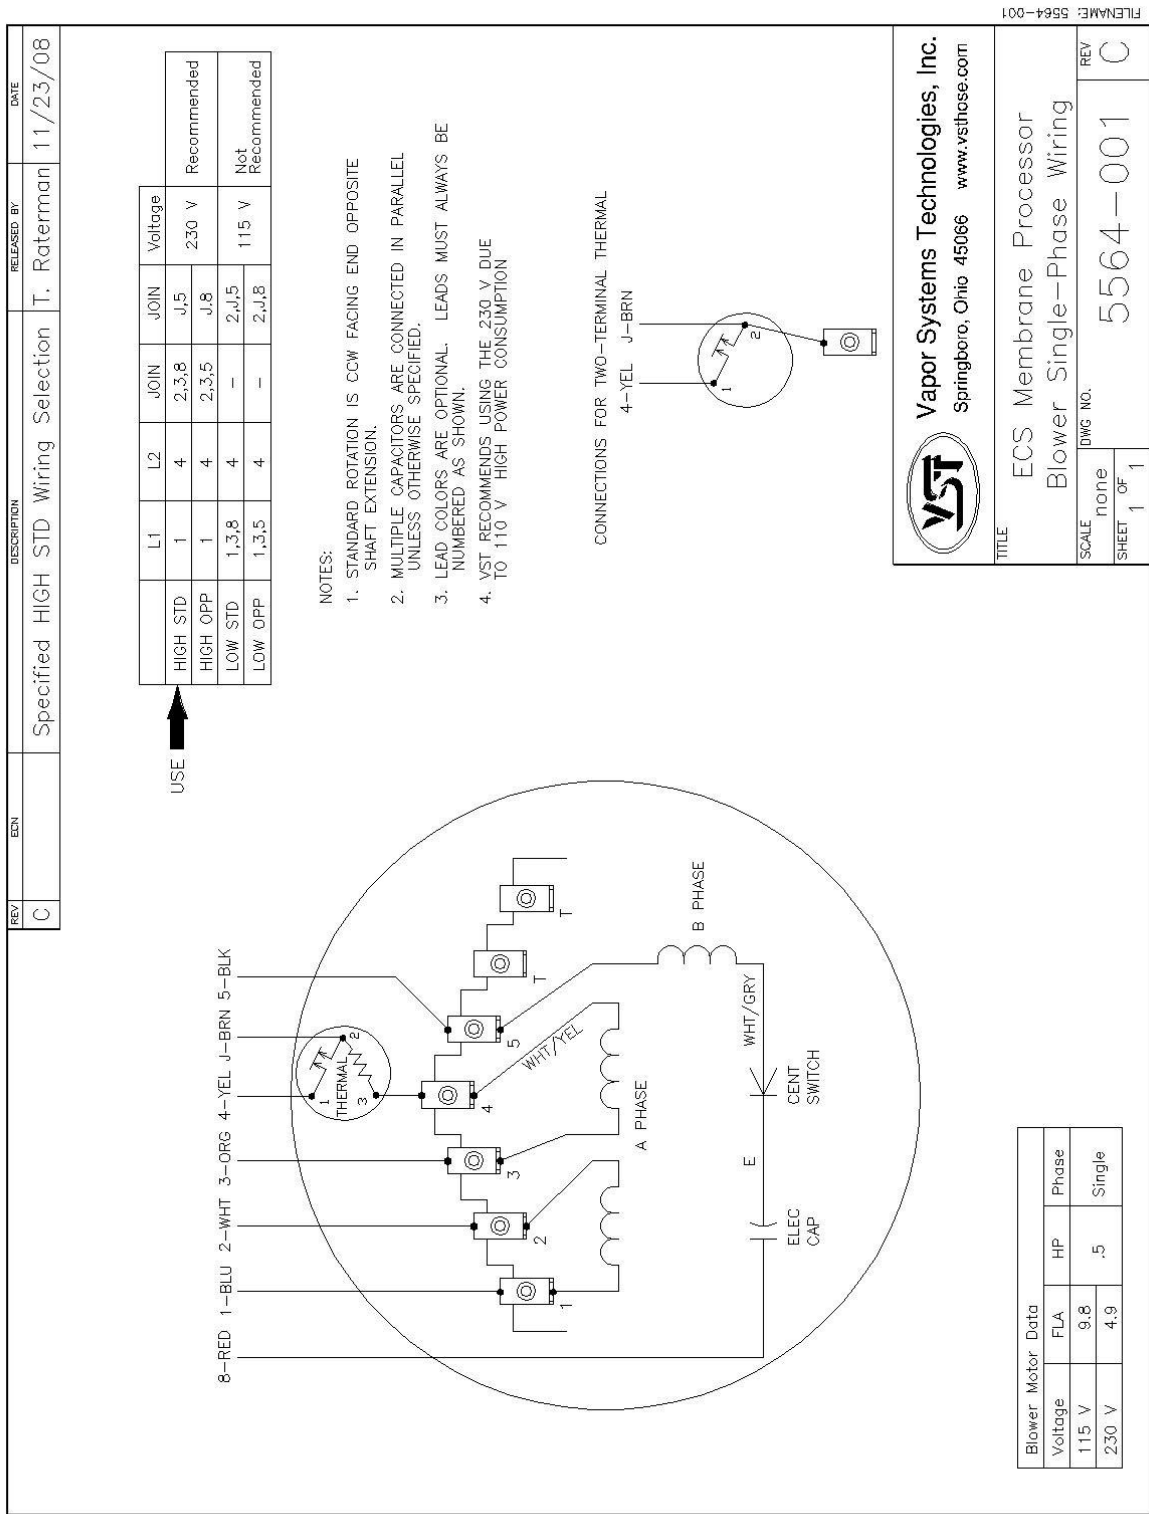 FILENAME: 5564-001
REV ECN DESCRIPTION RELEASED BY DATE
C Specified HIGH STD Wiring Selection T. Raterman 11/23/08
8-RED 1-BLU 2-WHT 3-ORG 4-YEL J-BRN 5-BLK
1 2 3
THERMAL
1 2 3 4 5 T T
WHT/YEL
A PHASE
B PHASE
E WHT/GRY
ELEC CAP
CENT SWITCH
USE
L1 L2 JOIN JOIN Voltage
HIGH STD 1 4 2,3,8 J,5 230 V Recommended
HIGH OPP 1 4 2,3,5 J.8
LOW STD 1,3,8 4 – 2,J,5 115 V Not Recommended
LOW OPP 1,3,5 4 – 2,J,8
NOTES:
1. STANDARD ROTATION IS CCW FACING END OPPOSITE
SHAFT EXTENSION.
2. MULTIPLE CAPACITORS ARE CONNECTED IN PARALLEL
UNLESS OTHERWISE SPECIFIED.
3. LEAD COLORS ARE OPTIONAL. LEADS MUST ALWAYS BE
NUMBERED AS SHOWN.
4. VST RECOMMENDS USING THE 230 V DUE
TO 110 V HIGH POWER CONSUMPTION
CONNECTIONS FOR TWO-TERMINAL THERMAL
4-YEL J-BRN
1 2
Blower Motor Data
Voltage FLA HP Phase
115 V 9.8 .5 Single
230 V 4.9
VST
Vapor Systems Technologies, Inc.
Springboro, Ohio 45066 www.vsthose.com
TITLE
ECS Membrane Processor
Blower Single-Phase Wiring
SCALE none
DWG NO. 5564-001
REV C
SHEET 1 OF 1